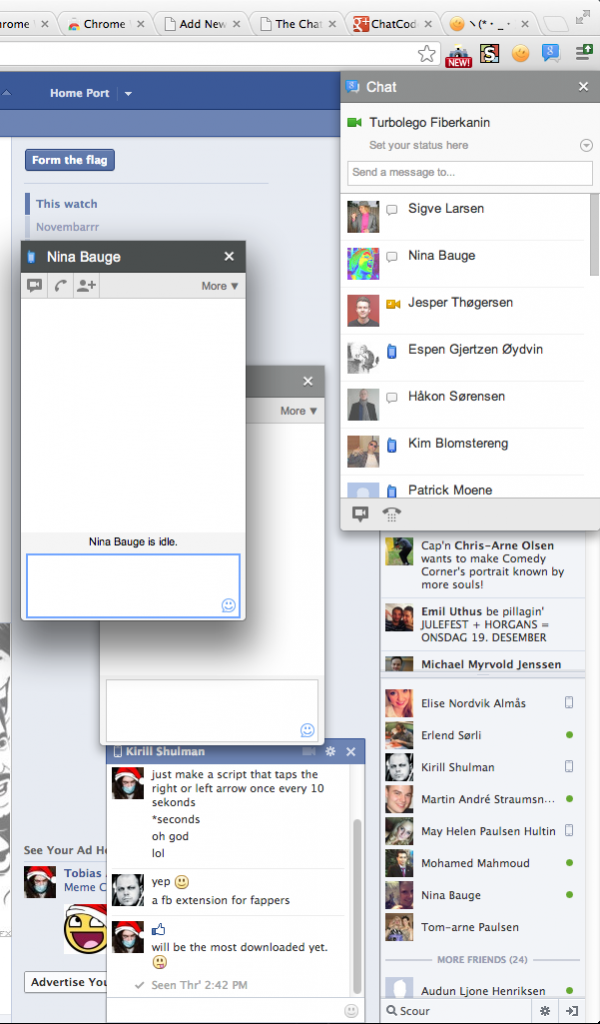 hrome
Chrome
Add New
The Chat
ChatCod
ヽ(*・_・
NEW!
Home Port
Form the flag
This watch
Novembarrr
Chat
Turbolego Fiberkanin
Set your status here
Send a message to...
Sigve Larsen
Nina Bauge
Jesper Thøgersen
Espen Gjertzen Øydvin
Håkon Sørensen
Kim Blomstereng
Patrick Moene
Nina Bauge
More ▼
Nina Bauge is idle.
More ▼
Cap'n Chris-Arne Olsen
wants to make Comedy
Corner's portrait known by
more souls!
Emil Uthus be pillagin'
JULEFEST + HORGANS =
ONSDAG 19. DESEMBER
Michael Myrvold Jenssen
Elise Nordvik Almås
Erlend Sørli
Kirill Shulman
Martin André Straumsn...
May Helen Paulsen Hultin
Mohamed Mahmoud
Nina Bauge
Tom-arne Paulsen
MORE FRIENDS (24)
Audun Ljone Henriksen
Scour
Kirill Shulman
just make a script that taps the
right or left arrow once every 10
sekonds
*seconds
oh god
lol
yep
a fb extension for fappers
will be the most downloaded yet.
Seen Thr' 2:42 PM
See Your Ad He
Tobias
Meme C
Advertise You